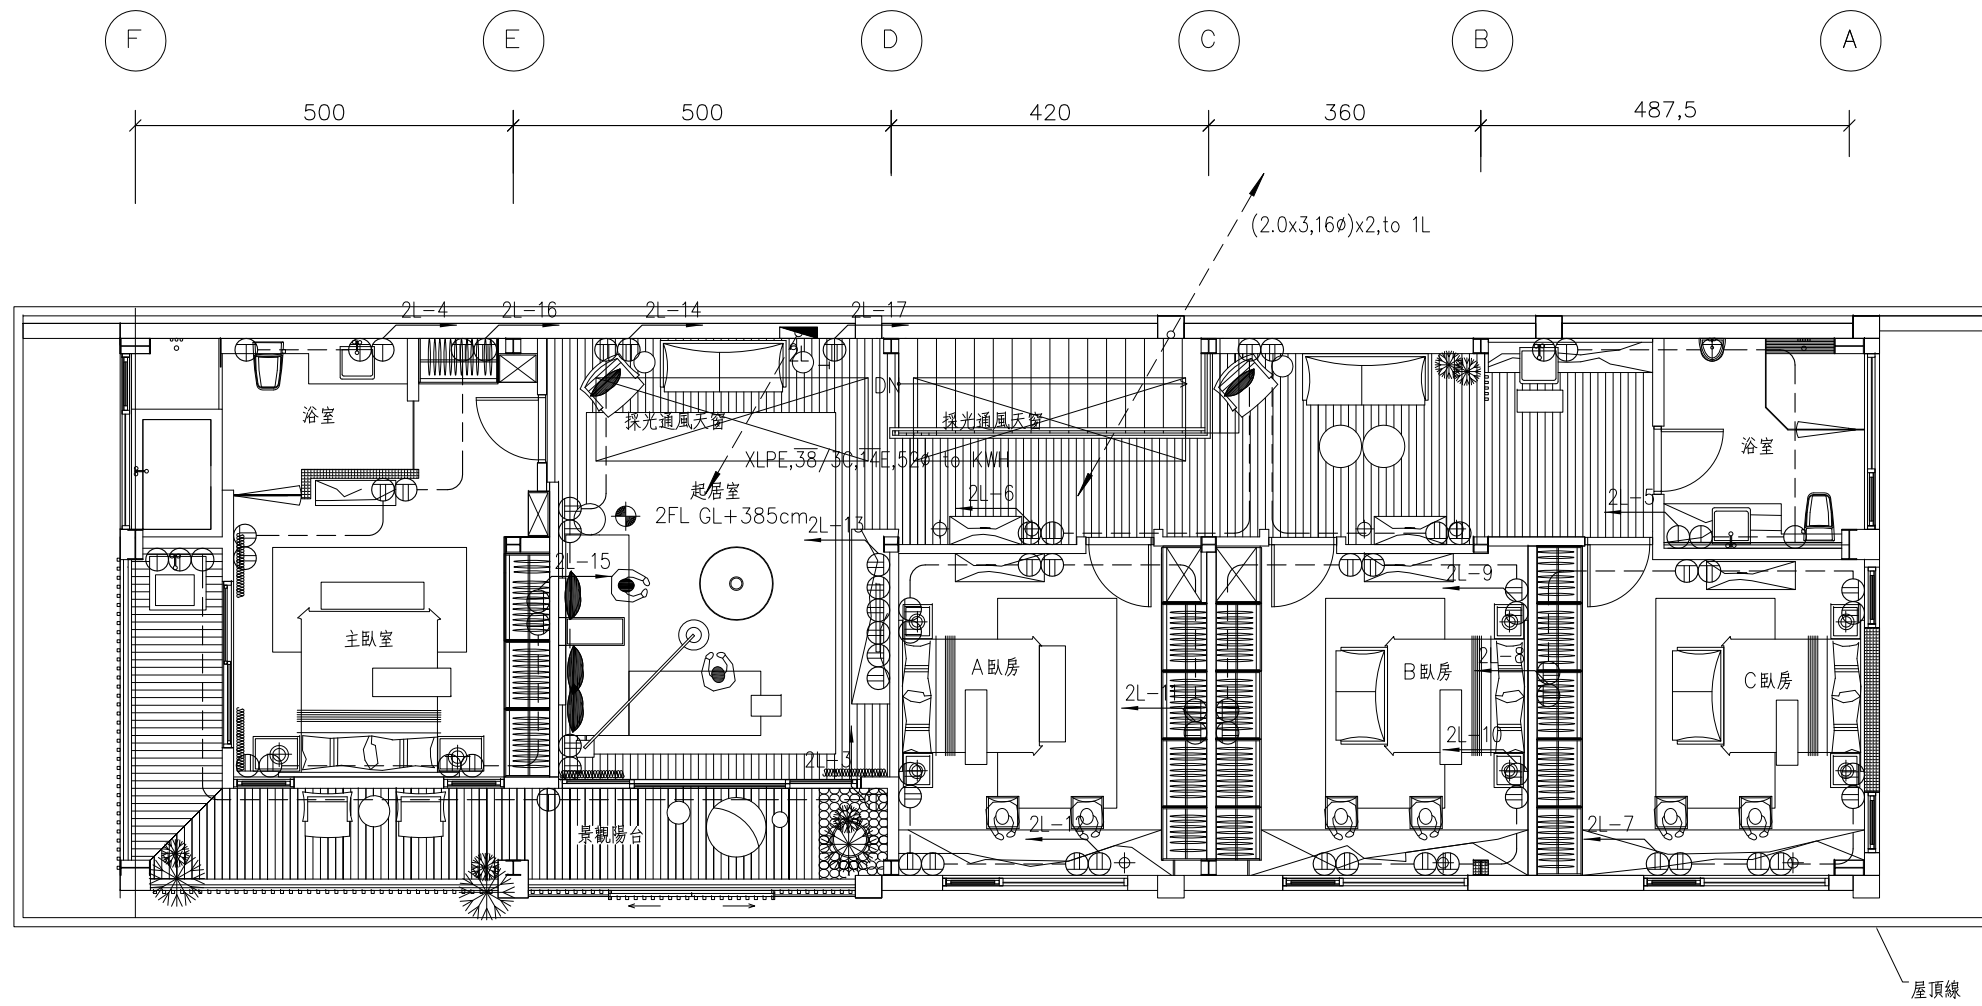 F
E
D
C
B
A
500
500
420
360
487,5
(2.0x3,16ø)x2,to 1L
2L-4
2L-16
2L-14
2L-17
2L
DN
浴室
採光通風天窗
採光通風天窗
浴室
XLPE,38/3C,14E,52ø to KWH
起居室
2L-6
2L-5
2FL GL+385cm
2L-13
2L-15
2L-9
主臥室
A臥房
2L-8
B臥房
C臥房
2L-11
2L-10
2L-3
景觀陽台
2L-12
2L-7
屋頂線